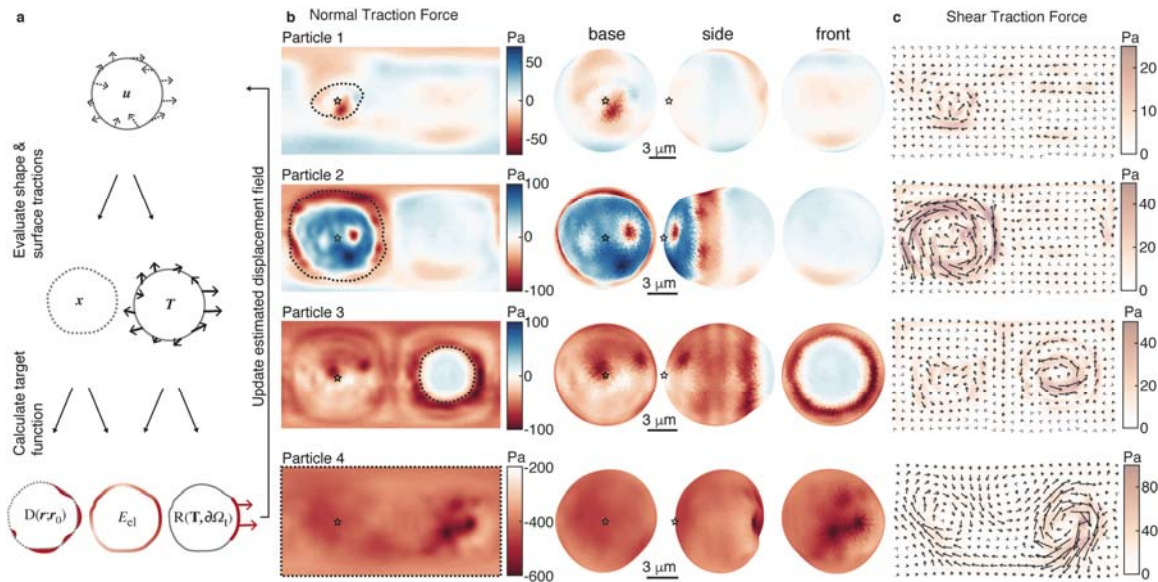 a
u
Evaluate shape &
surface tractions
x
T
Calculate target
function
D(r;r0)
Eel
R(T,∂Ωt)
Update estimated displacement field
b
Normal Traction Force
base
side
front
Particle 1
Pa
50
0
-50
3 µm
Particle 2
Pa
100
0
-100
3 µm
Particle 3
Pa
100
0
-100
3 µm
Particle 4
Pa
-200
-400
-600
3 µm
c
Shear Traction Force
Pa
20
10
0
Pa
40
20
0
Pa
40
20
0
Pa
80
40
0